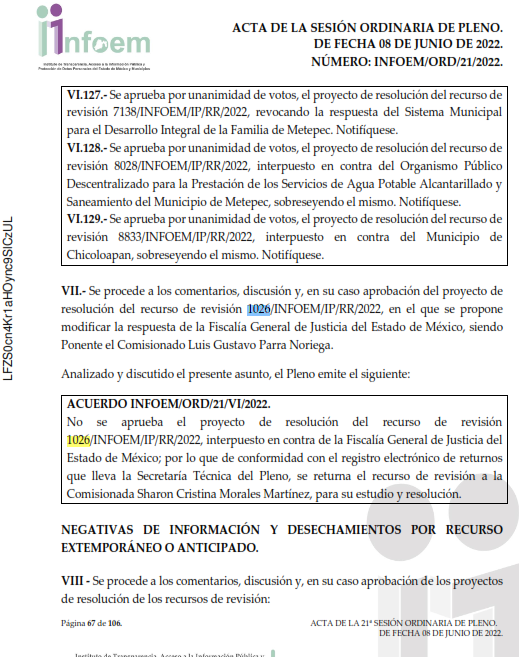 infoem
Instituto de Transparencia, Acceso a la Información Pública y
Protección de Datos Personales del Estado de México y Municipios
ACTA DE LA SESIÓN ORDINARIA DE PLENO.
DE FECHA 08 DE JUNIO DE 2022.
NÚMERO: INFOEM/ORD/21/2022.
VI.127.- Se aprueba por unanimidad de votos, el proyecto de resolución del recurso de
revisión 7138/INFOEM/IP/RR/2022, revocando la respuesta del Sistema Municipal
para el Desarrollo Integral de la Familia de Metepec. Notifíquese.
VI.128.- Se aprueba por unanimidad de votos, el proyecto de resolución del recurso de
revisión 8028/INFOEM/IP/RR/2022, interpuesto en contra del Organismo Público
Descentralizado para la Prestación de los Servicios de Agua Potable Alcantarillado y
Saneamiento del Municipio de Metepec, sobreseyendo el mismo. Notifíquese.
VI.129.- Se aprueba por unanimidad de votos, el proyecto de resolución del recurso de
revisión 8833/INFOEM/IP/RR/2022, interpuesto en contra del Municipio de
Chicoloapan, sobreseyendo el mismo. Notifíquese.
LFZS0cn4Kr1aHOync9SICzUL
VII.- Se procede a los comentarios, discusión y, en su caso aprobación del proyecto de
resolución del recurso de revisión 1026/INFOEM/IP/RR/2022, en el que se propone
modificar la respuesta de la Fiscalía General de Justicia del Estado de México, siendo
Ponente el Comisionado Luis Gustavo Parra Noriega.
Analizado y discutido el presente asunto, el Pleno emite el siguiente:
ACUERDO INFOEM/ORD/21/VI/2022.
No se aprueba el proyecto de resolución del recurso de revisión
1026/INFOEM/IP/RR/2022, interpuesto en contra de la Fiscalía General de Justicia del
Estado de México; por lo que de conformidad con el registro electrónico de returnos
que lleva la Secretaría Técnica del Pleno, se returna el recurso de revisión a la
Comisionada Sharon Cristina Morales Martínez, para su estudio y resolución.
NEGATIVAS DE INFORMACIÓN Y DESECHAMIENTOS POR RECURSO
EXTEMPORÁNEO O ANTICIPADO.
VIII - Se procede a los comentarios, discusión y, en su caso aprobación de los proyectos
de resolución de los recursos de revisión:
Página 67 de 106.
ACTA DE LA 21ª SESIÓN ORDINARIA DE PLENO.
DE FECHA 08 DE JUNIO DE 2022.
Instituto de Transparencia, Acceso a la Información Pública y